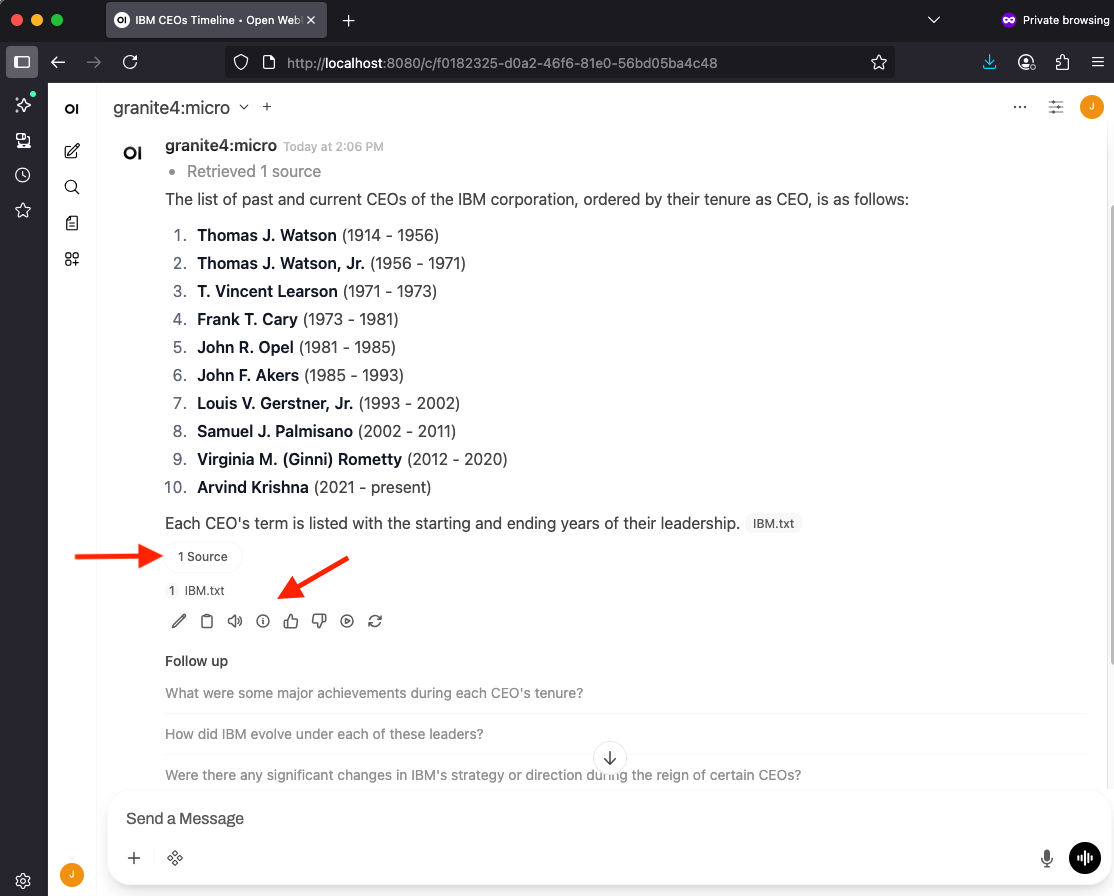 OI IBM CEOs Timeline • Open Web
Private browsing
http://localhost:8080/c/f0182325-d0a2-46f6-81e0-56bd05ba4c48
OI
granite4:micro
J
OI
granite4:micro Today at 2:06 PM
• Retrieved 1 source
The list of past and current CEOs of the IBM corporation, ordered by their tenure as CEO, is as follows:
1. Thomas J. Watson (1914 - 1956)
2. Thomas J. Watson, Jr. (1956 - 1971)
3. T. Vincent Learson (1971 - 1973)
4. Frank T. Cary (1973 - 1981)
5. John R. Opel (1981 - 1985)
6. John F. Akers (1985 - 1993)
7. Louis V. Gerstner, Jr. (1993 - 2002)
8. Samuel J. Palmisano (2002 - 2011)
9. Virginia M. (Ginni) Rometty (2012 - 2020)
10. Arvind Krishna (2021 - present)
Each CEO's term is listed with the starting and ending years of their leadership. IBM.txt
1 Source
1 IBM.txt
Follow up
What were some major achievements during each CEO's tenure?
How did IBM evolve under each of these leaders?
Were there any significant changes in IBM's strategy or direction during the reign of certain CEOs?
Send a Message
J